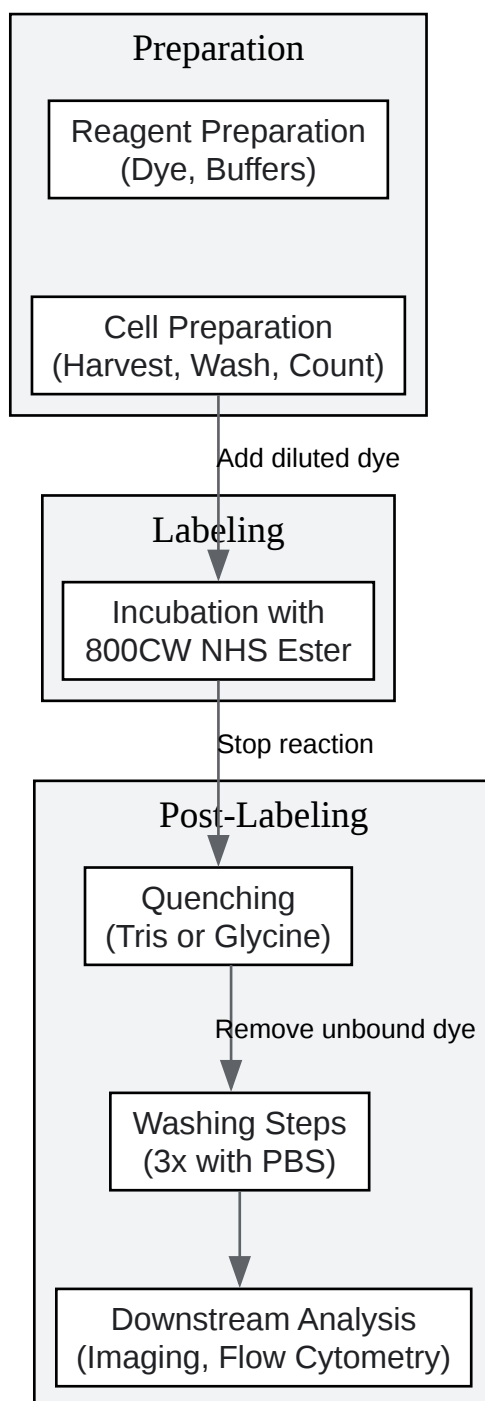 Preparation
Reagent Preparation
(Dye, Buffers)
Cell Preparation
(Harvest, Wash, Count)
Add diluted dye
Labeling
Incubation with
800CW NHS Ester
Stop reaction
Post-Labeling
Quenching
(Tris or Glycine)
Remove unbound dye
Washing Steps
(3x with PBS)
Downstream Analysis
(Imaging, Flow Cytometry)